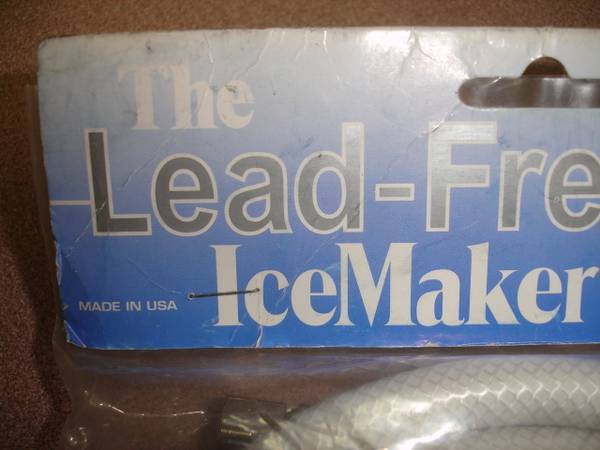 The
Lead-Fre
IceMaker
MADE IN USA